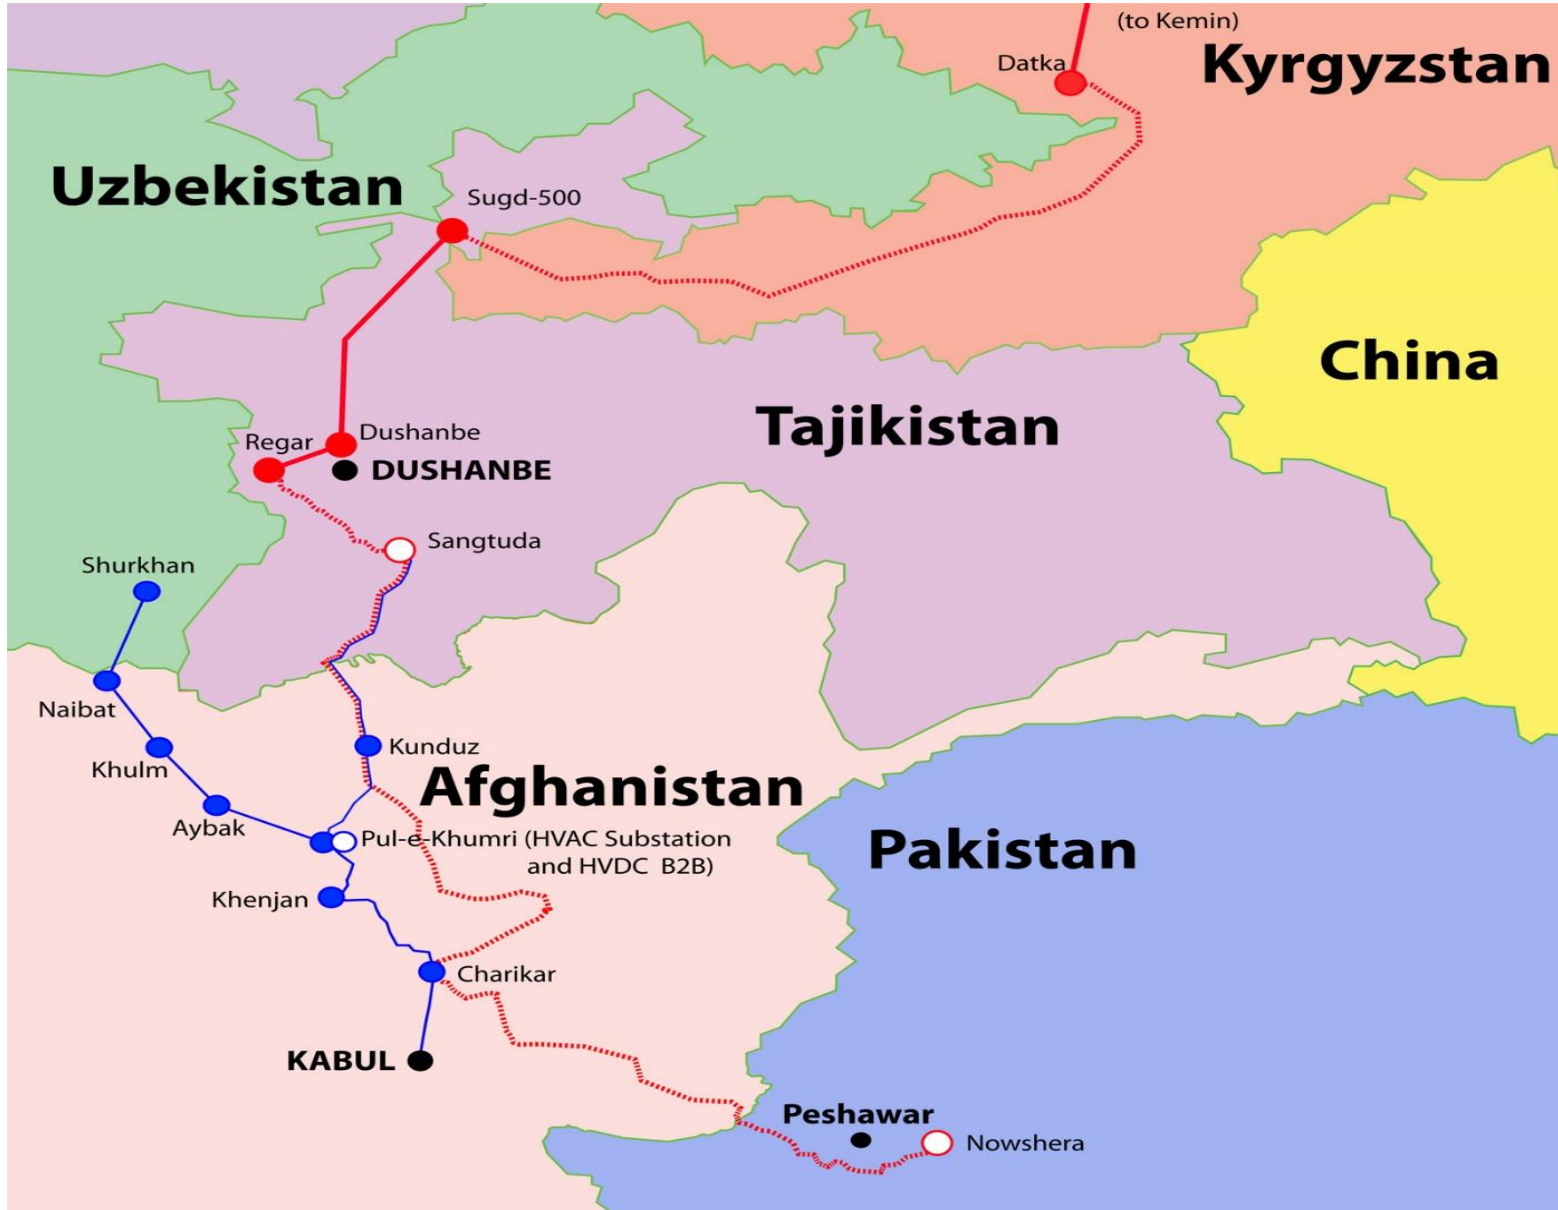 (to Kemin)
Datka
Kyrgyzstan
Uzbekistan
Sugd-500
China
Tajikistan
Regar
Dushanbe
DUSHANBE
Sangtuda
Shurkhan
Naibat
Kunduz
Khulm
Afghanistan
Aybak
Pul-e-Khumri (HVAC Substation
and HVDC B2B)
Pakistan
Khenjan
Charikar
KABUL
Peshawar
Nowshera